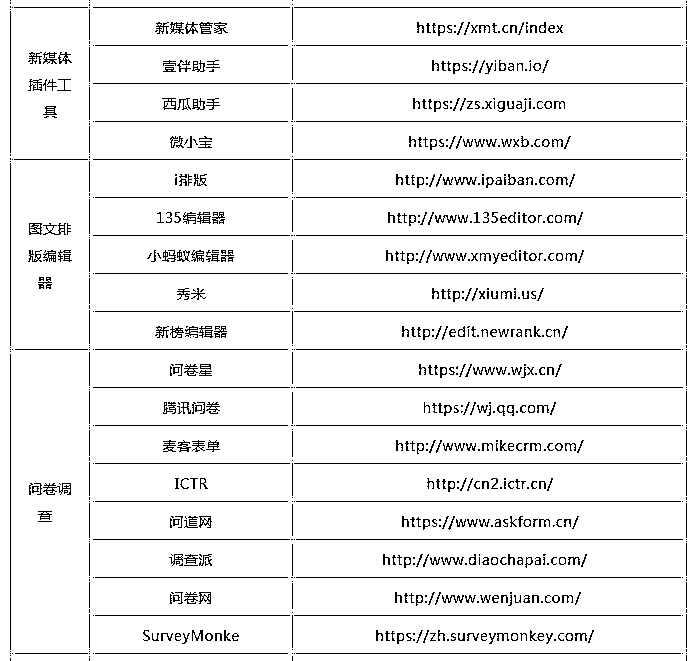 新媒体
插件工
具
新媒体管家 https://xmt.cn/index
壹伴助手 https://yiban.io/
西瓜助手 https://zs.xiguaji.com
微小宝 https://www.wxb.com/
图文排
版编辑
器
i排版 http://www.ipaiban.com/
135编辑器 http://www.135editor.com/
小蚂蚁编辑器 http://www.xmyeditor.com/
秀米 http://xiumi.us/
新榜编辑器 http://edit.newrank.cn/
问卷调
查
问卷星 https://www.wjx.cn/
腾讯问卷 https://wj.qq.com/
麦客表单 http://www.mikecrm.com/
ICTR http://cn2.ictr.cn/
问道网 https://www.askform.cn/
调查派 http://www.diaochapai.com/
问卷网 http://www.wenjuan.com/
SurveyMonke https://zh.surveymonkey.com/